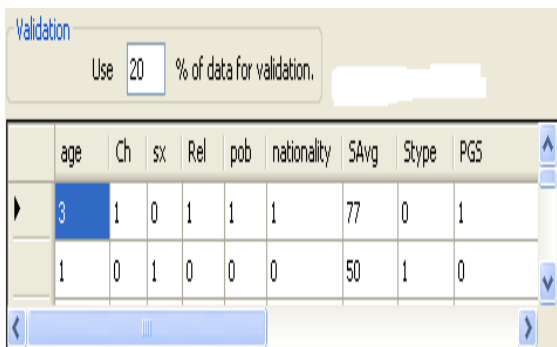 Validation
Use 20 % of data for validation.
age Ch sx Rel pob nationality SAvg Stype PGS
3 1 0 1 1 1 77 0 1
1 0 1 0 0 0 50 1 0